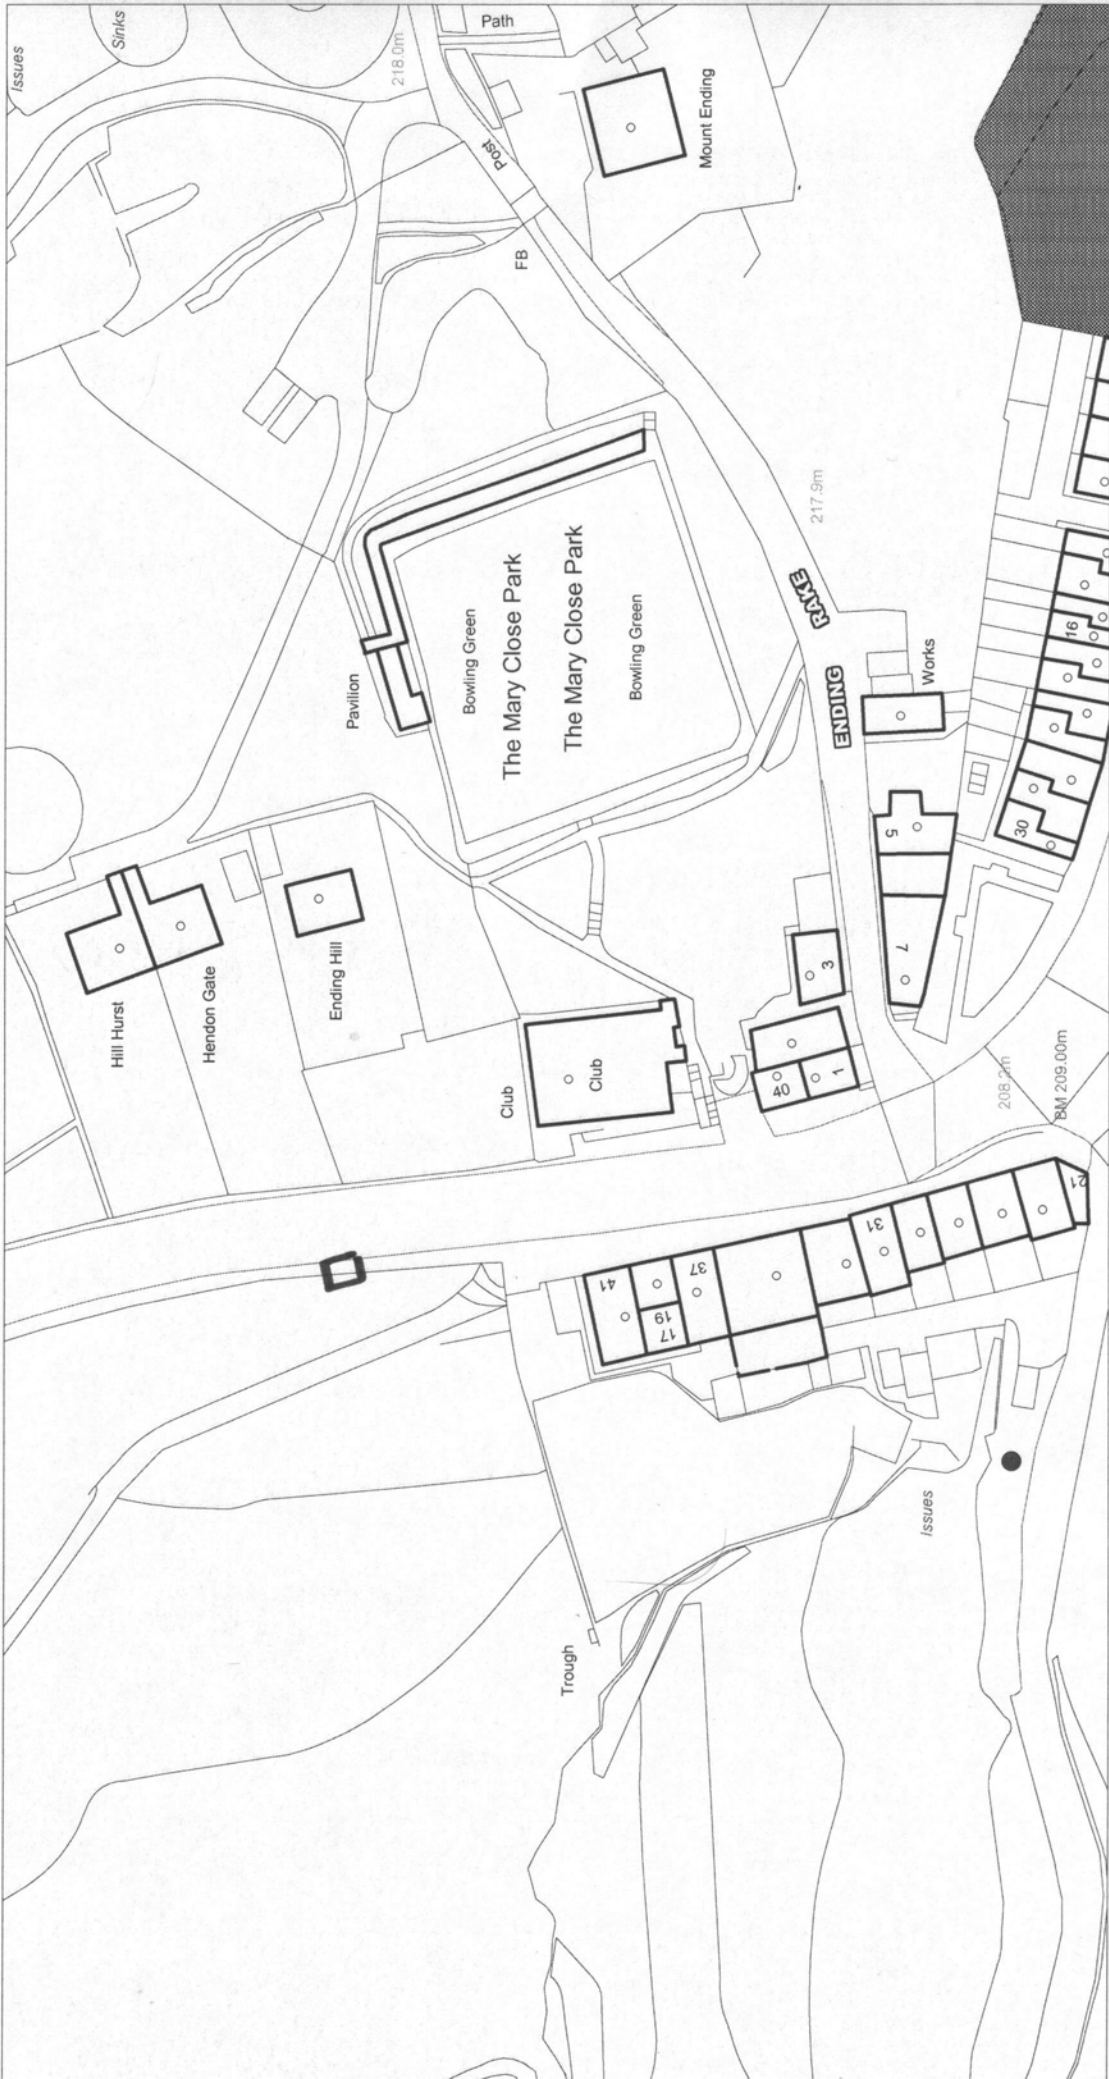 Issues
Sinks
218.0m
Path
Post
Mount Ending
FB
217.9m
Pavilion
Bowling Green
The Mary Close Park
The Mary Close Park
Bowling Green
ENDING RAKE
Works
16
30
5
7
3
1
40
Hill Hurst
Hendon Gate
Ending Hill
Club
Club
208.2m
BM 209.00m
21
31
37
41
19
17
Issues
Trough